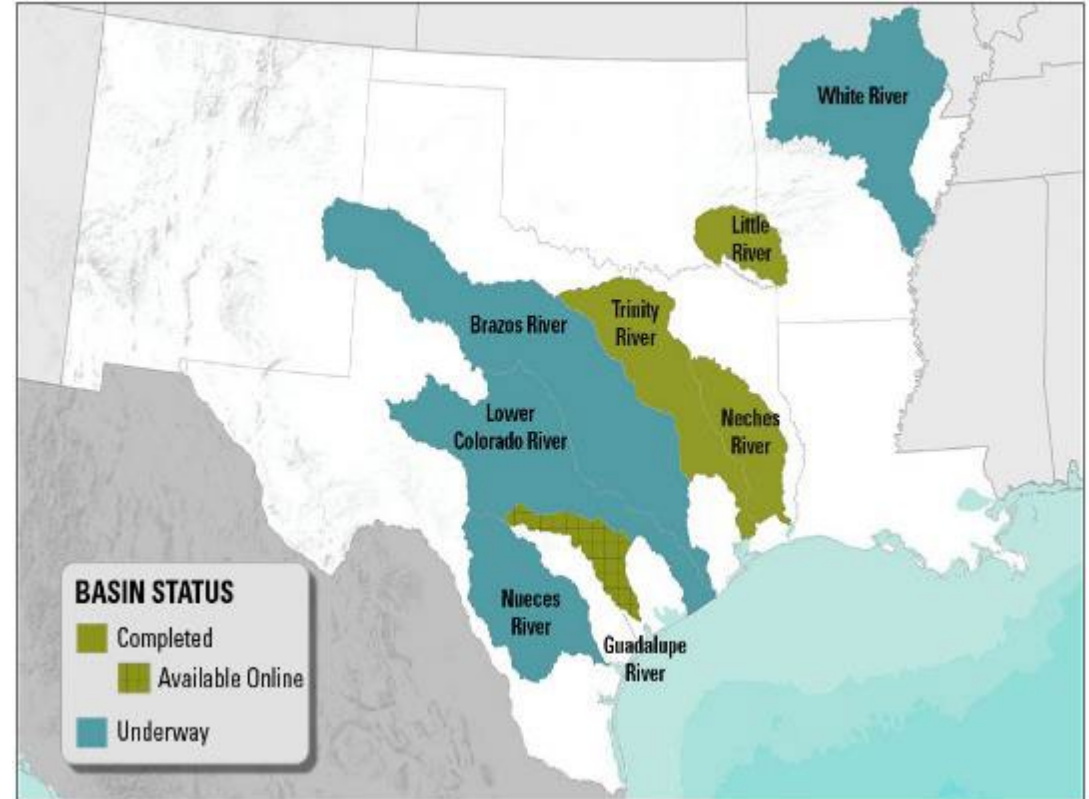 White River
Little
River
Trinity
River
Brazos River
Lower
Colorado River
Neches
River
Nueces
River
Guadalupe
River
BASIN STATUS
Completed
Available Online
Underway